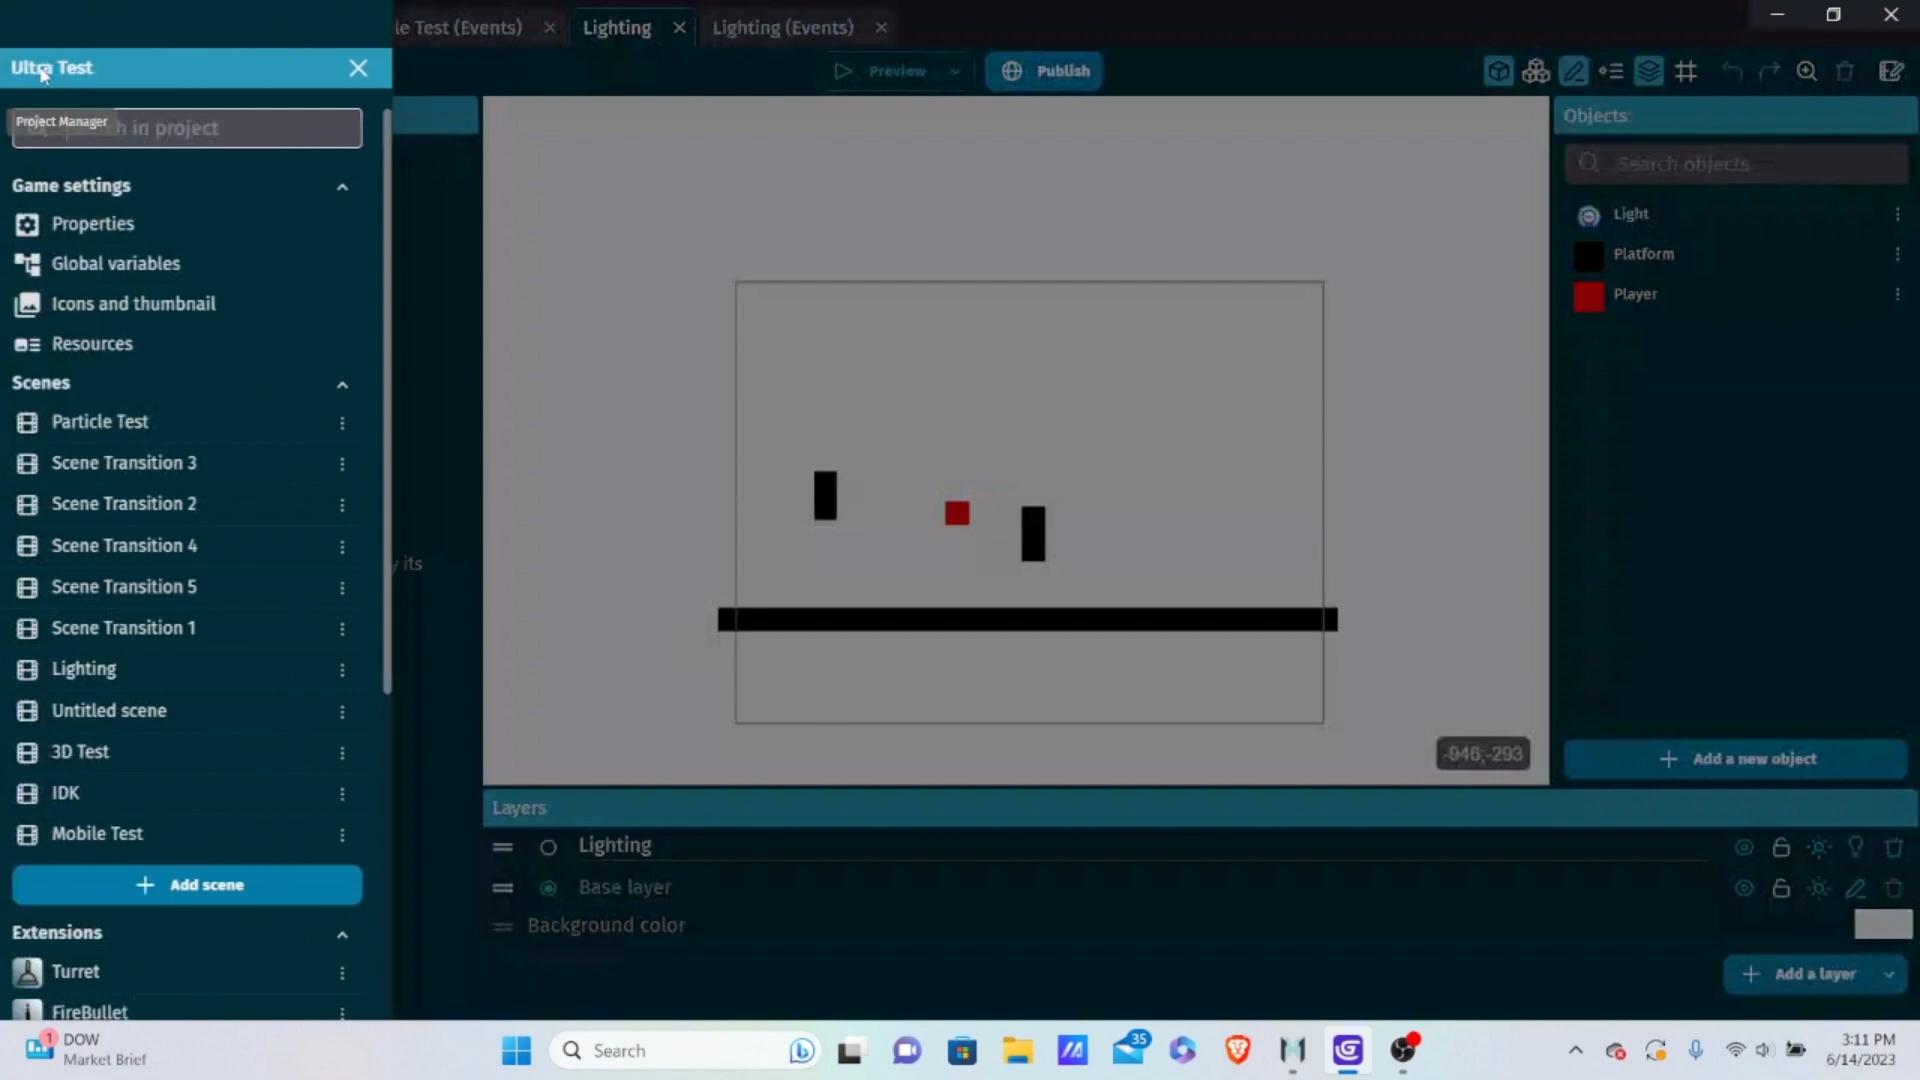 le Test (Events)
Lighting
Lighting (Events)
Ultra Test
Preview
Publish
Project Manager
h in project
Objects
Search objects
Game settings
Properties
Global variables
Icons and thumbnail
Resources
Light
Platform
Player
Scenes
Particle Test
Scene Transition 3
Scene Transition 2
Scene Transition 4
Scene Transition 5
Scene Transition 1
Lighting
Untitled scene
3D Test
IDK
Mobile Test
Add scene
Extensions
Turret
FireBullet
y its
-946;-293
Add a new object
Layers
Lighting
Base layer
Background color
Add a layer
1
DOW
Market Brief
Search
35
3:11 PM
6/14/2023